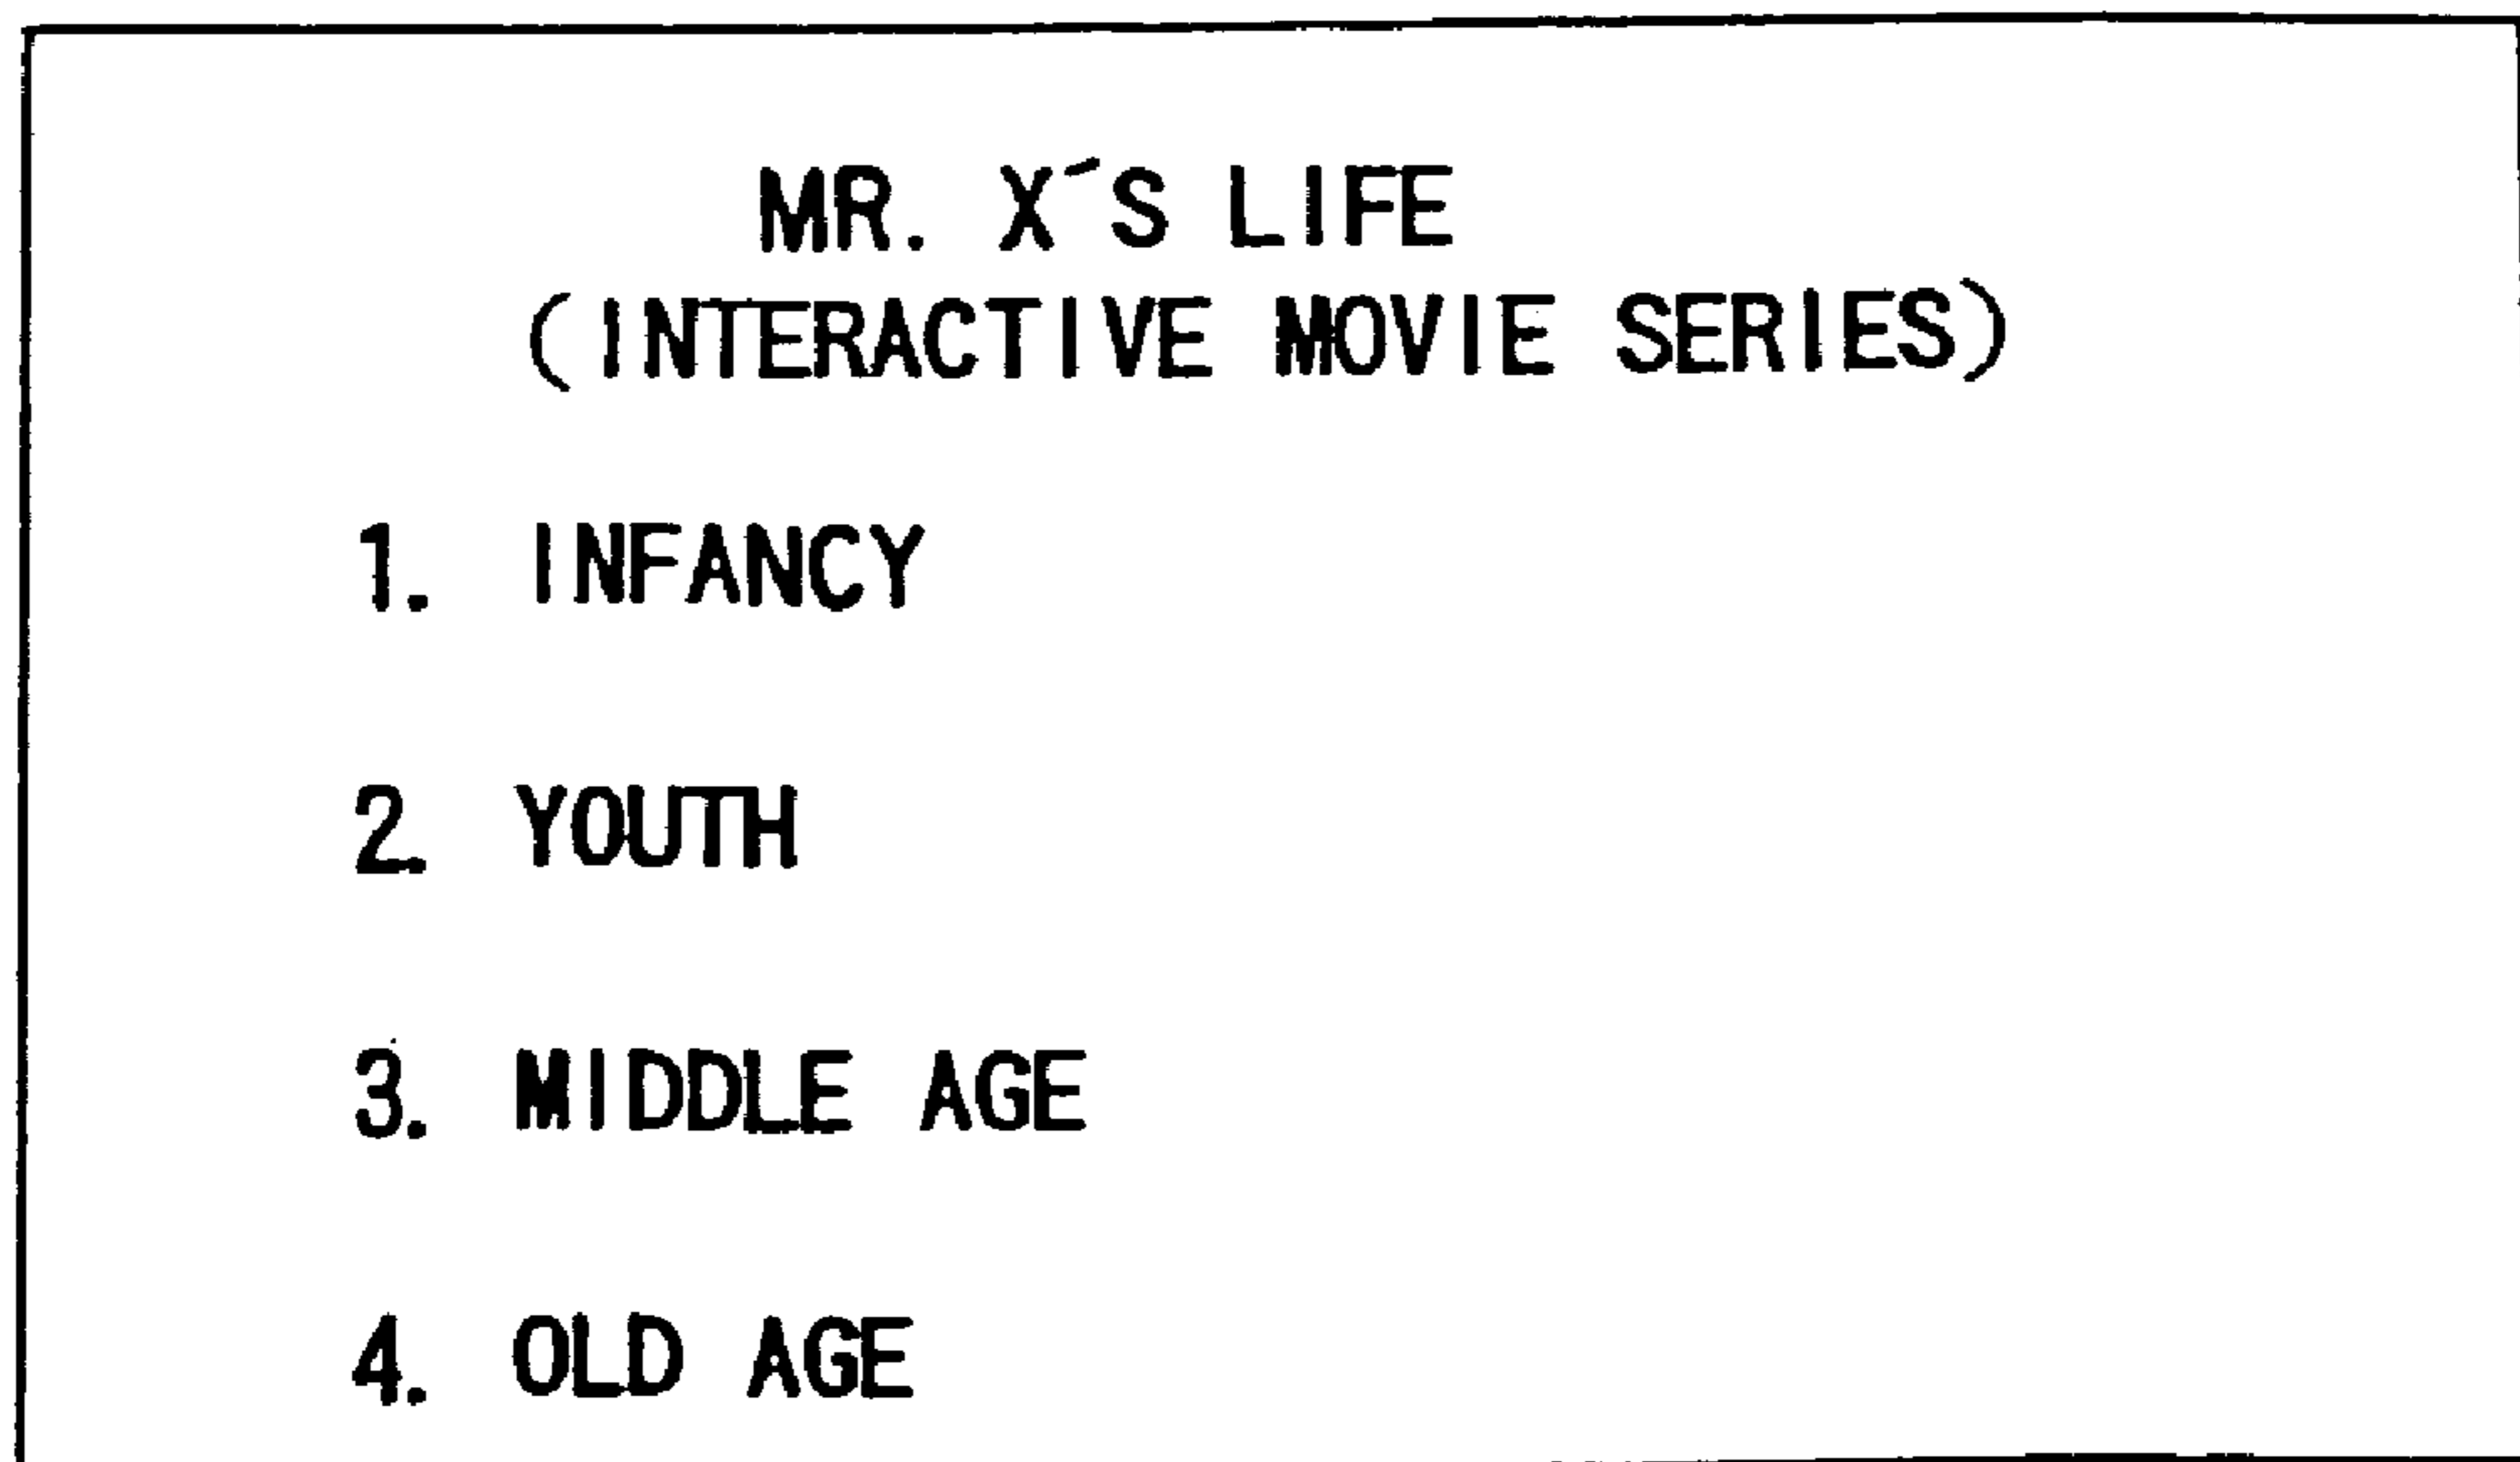 MR. X´S LIFE
(INTERACTIVE MOVIE SERIES)
1. INFANCY
2. YOUTH
3. MIDDLE AGE
4. OLD AGE